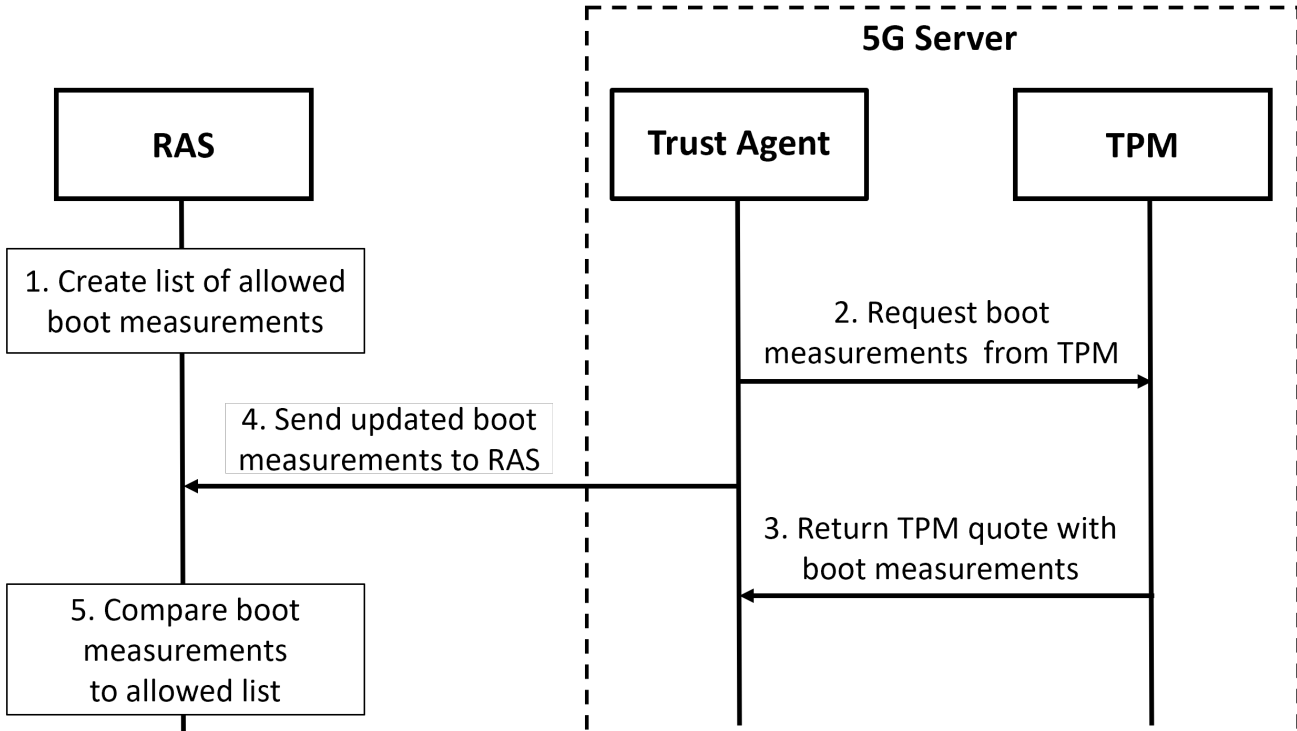 5G Server
RAS
Trust Agent
TPM
1. Create list of allowed
boot measurements
2. Request boot
measurements from TPM
4. Send updated boot
measurements to RAS
3. Return TPM quote with
boot measurements
5. Compare boot
measurements
to allowed list